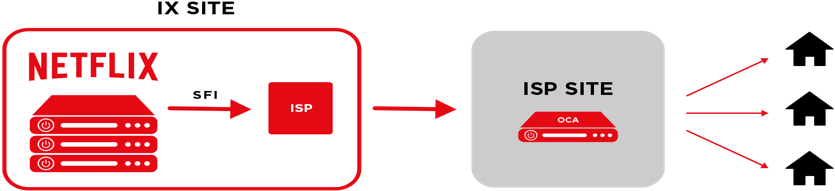 IX SITE
NETFLIX
SFI
ISP
ISP SITE
OCA